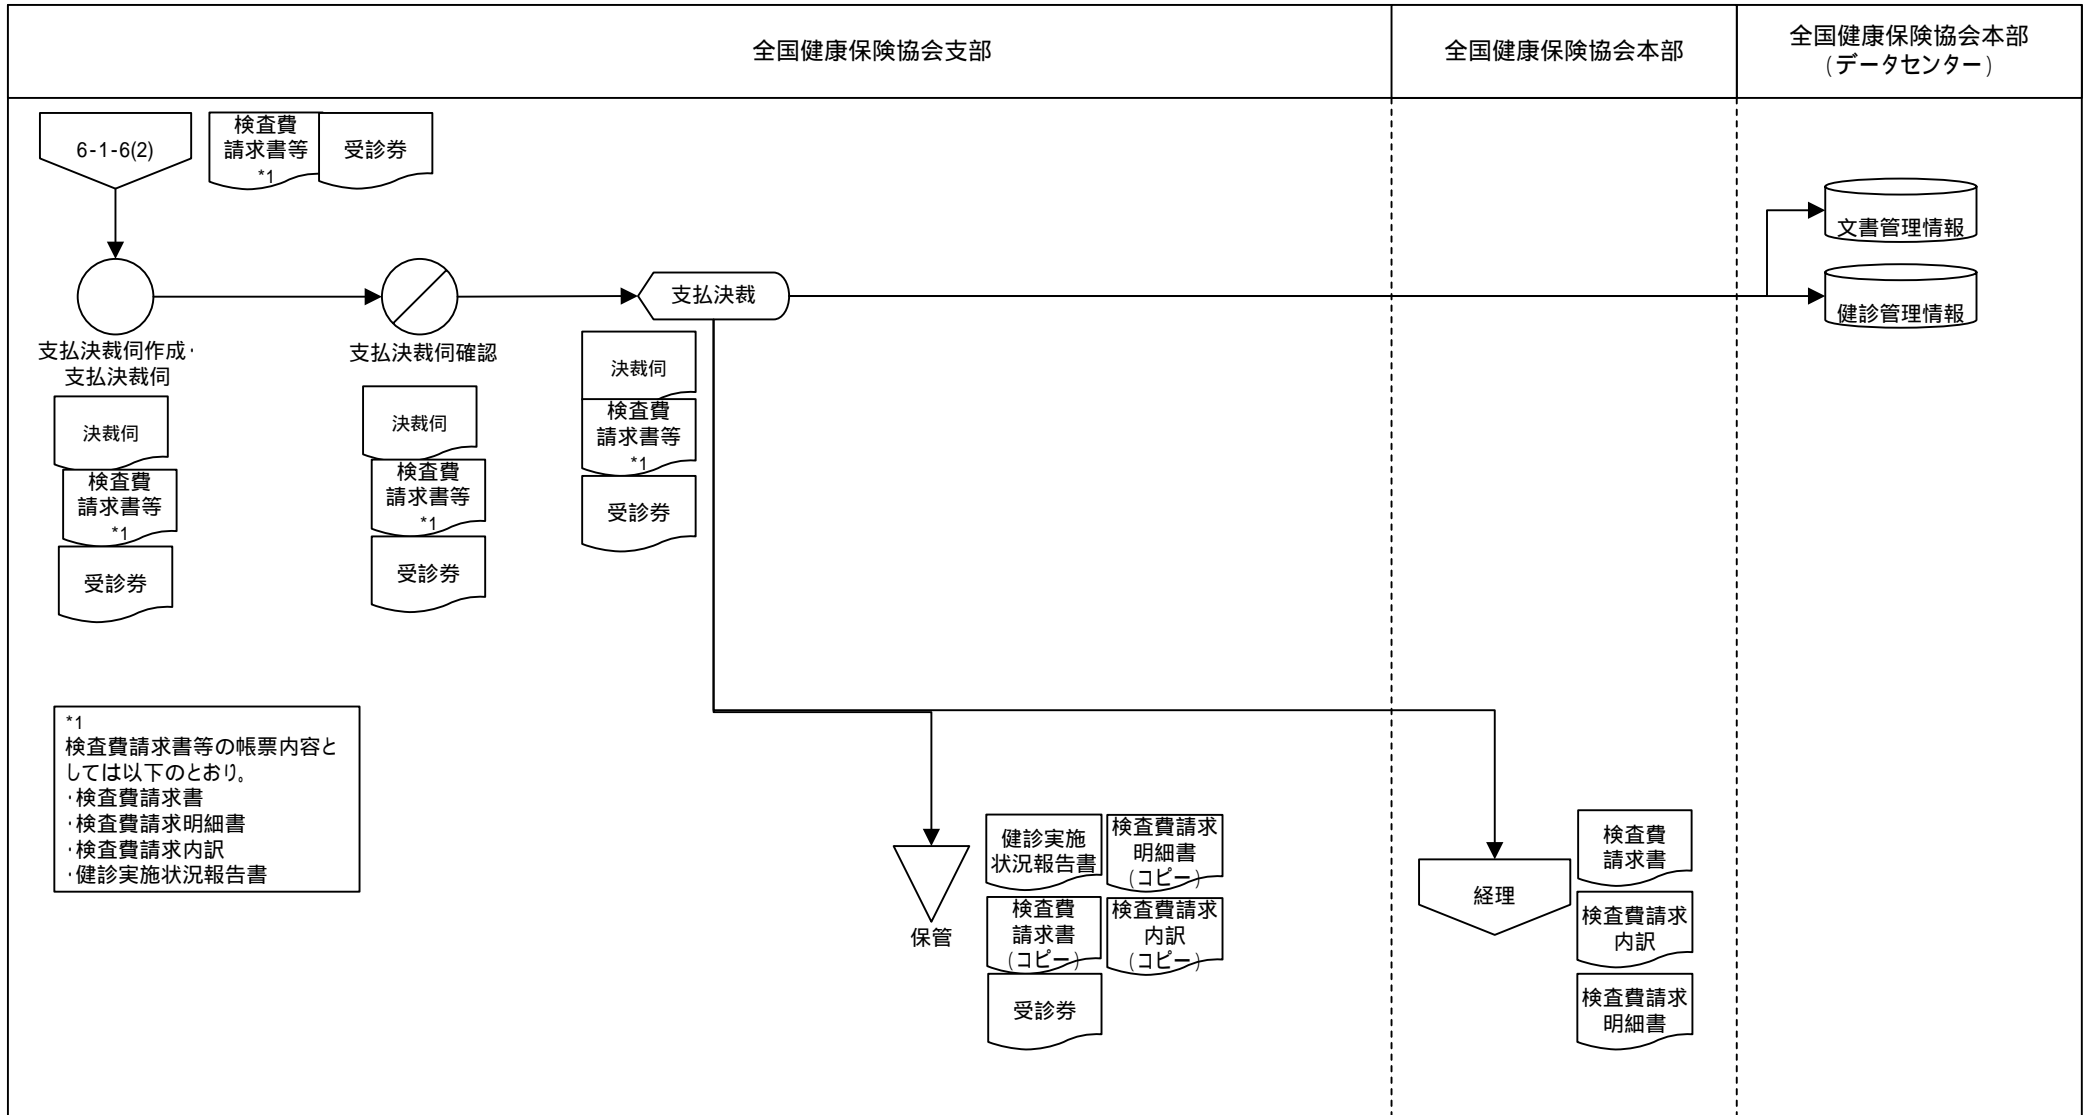 全国健康保険協会支部
全国健康保険協会本部
全国健康保険協会本部
(データセンター)
6-1-6(2)
検査費
請求書等
*1
受診券
文書管理情報
健診管理情報
支払決裁
支払決裁伺作成・
支払決裁伺
支払決裁伺確認
決裁伺
検査費
請求書等
*1
受診券
決裁伺
検査費
請求書等
*1
受診券
決裁伺
検査費
請求書等
*1
受診券
*1
検査費請求書等の帳票内容と
しては以下のとおり。
・検査費請求書
・検査費請求明細書
・検査費請求内訳
・健診実施状況報告書
保管
健診実施
状況報告書
検査費請求
明細書
(コピー)
検査費
請求書
(コピー)
検査費請求
内訳
(コピー)
受診券
経理
検査費
請求書
検査費請求
内訳
検査費請求
明細書